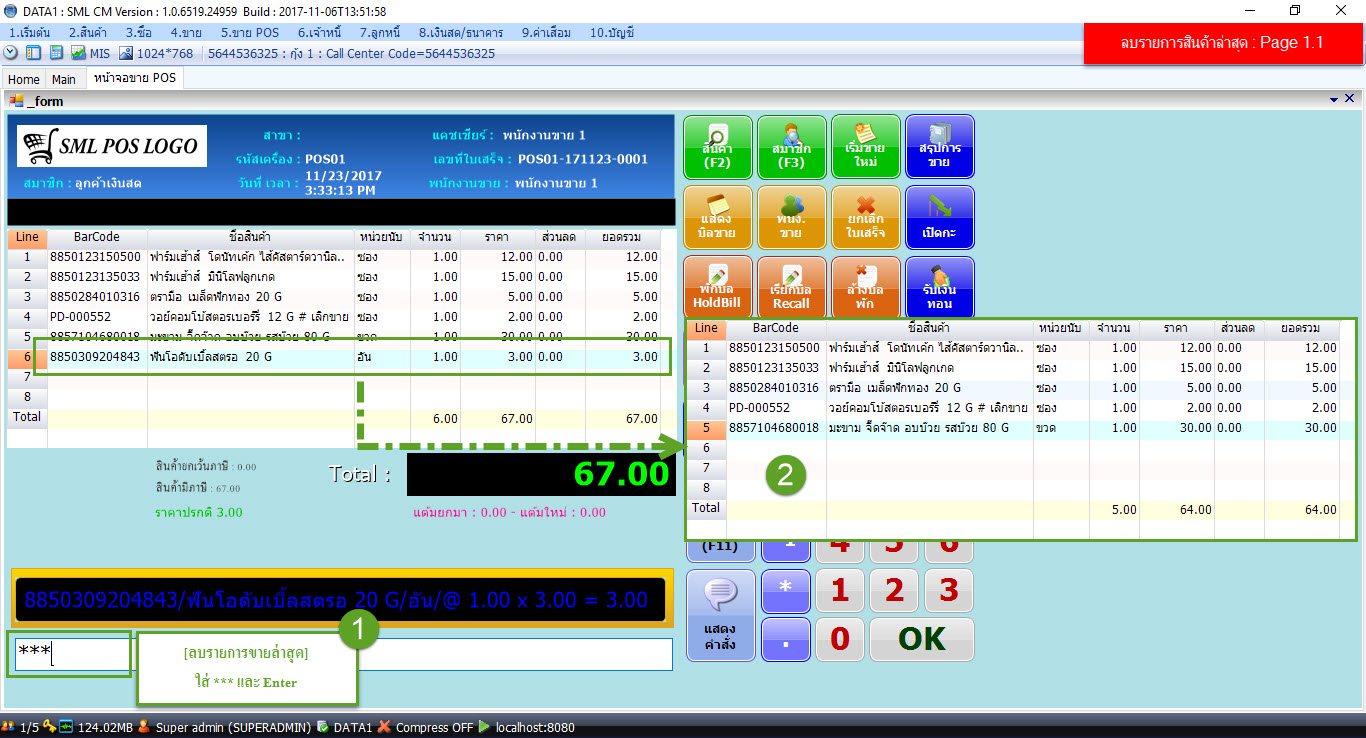 DATA1 : SML CM Version : 1.0.6519.24959 Build : 2017-11-06T13:51:58
1.เริ่มต้น 2.สินค้า 3.ซื้อ 4.ขาย 5.ขาย POS 6.เจ้าหนี้ 7.ลูกหนี้ 8.เงินสด/ธนาคาร 9.ค่าเสื่อม 10.บัญชี
ลบรายการสินค้าล่าสุด : Page 1.1
MIS 1024*768 5644536325 : กุ้ง 1 : Call Center Code=5644536325
Home Main หน้าจอขาย POS
_form
SML POS LOGO
สาขา : แคชเชียร์ : พนักงานขาย 1
รหัสเครื่อง : POS01 เลขที่ใบเสร็จ : POS01-171123-0001
สมาชิก : ลูกค้าเงินสด วันที่ เวลา : 11/23/2017 3:33:13 PM พนักงานขาย : พนักงานขาย 1
สินค้า (F2) สมาชิก (F3) เริ่มขาย ใหม่ สรุปการ ขาย
แสดง บิลขาย พนง. ขาย ยกเลิก ใบเสร็จ เปิดกะ
พักบิล HoldBill เรียกบิล Recall ล้างบิล พัก รับเงิน ทอน
Line BarCode ชื่อสินค้า หน่วยนับ จำนวน ราคา ส่วนลด ยอดรวม
1 8850123150500 ฟาร์มเฮ้าส์ โดนัทเค้ก ไส้คัสตาร์ดวานิล.. ซอง 1.00 12.00 0.00 12.00
2 8850123135033 ฟาร์มเฮ้าส์ มินิโลฟลูกเกด ซอง 1.00 15.00 0.00 15.00
3 8850284010316 ตรามือ เมล็ดฟักทอง 20 G ซอง 1.00 5.00 0.00 5.00
4 PD-000552 วอย์คอมโบ้สตอรเบอร์รี่ 12 G # เลิกขาย ซอง 1.00 2.00 0.00 2.00
5 8857104680018 มะขาม จี๊ดจ๊าด อบบ๊วย รสบ๊วย 80 G ขวด 1.00 30.00 0.00 30.00
6 8850309204843 ฟันโอดับเบิ้ลสตรอ 20 G อัน 1.00 3.00 0.00 3.00
7
8
Total 6.00 67.00 67.00
Line BarCode ชื่อสินค้า หน่วยนับ จำนวน ราคา ส่วนลด ยอดรวม
1 8850123150500 ฟาร์มเฮ้าส์ โดนัทเค้ก ไส้คัสตาร์ดวานิล.. ซอง 1.00 12.00 0.00 12.00
2 8850123135033 ฟาร์มเฮ้าส์ มินิโลฟลูกเกด ซอง 1.00 15.00 0.00 15.00
3 8850284010316 ตรามือ เมล็ดฟักทอง 20 G ซอง 1.00 5.00 0.00 5.00
4 PD-000552 วอย์คอมโบ้สตอรเบอร์รี่ 12 G # เลิกขาย ซอง 1.00 2.00 0.00 2.00
5 8857104680018 มะขาม จี๊ดจ๊าด อบบ๊วย รสบ๊วย 80 G ขวด 1.00 30.00 0.00 30.00
6
7
8
Total 5.00 64.00 64.00
2
สินค้ายกเว้นภาษี : 0.00
สินค้ามีภาษี : 67.00
Total : 67.00
ราคาปรกติ 3.00 แต้มยกมา : 0.00 - แต้มใหม่ : 0.00
(F11) - 4 5 6
แสดง คำสั่ง * 1 2 3
. 0 OK
8850309204843/ฟันโอดับเบิ้ลสตรอ 20 G/อัน/@ 1.00 x 3.00 = 3.00
***
1
[ลบรายการขายล่าสุด]
ใส่ *** และ Enter
1/5 124.02MB Super admin (SUPERADMIN) DATA1 Compress OFF localhost:8080